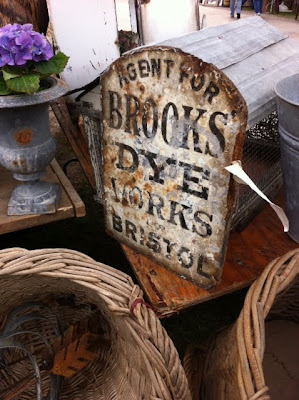 AGENT FOR
BROOKS'
DYE
WORKS
BRISTOL